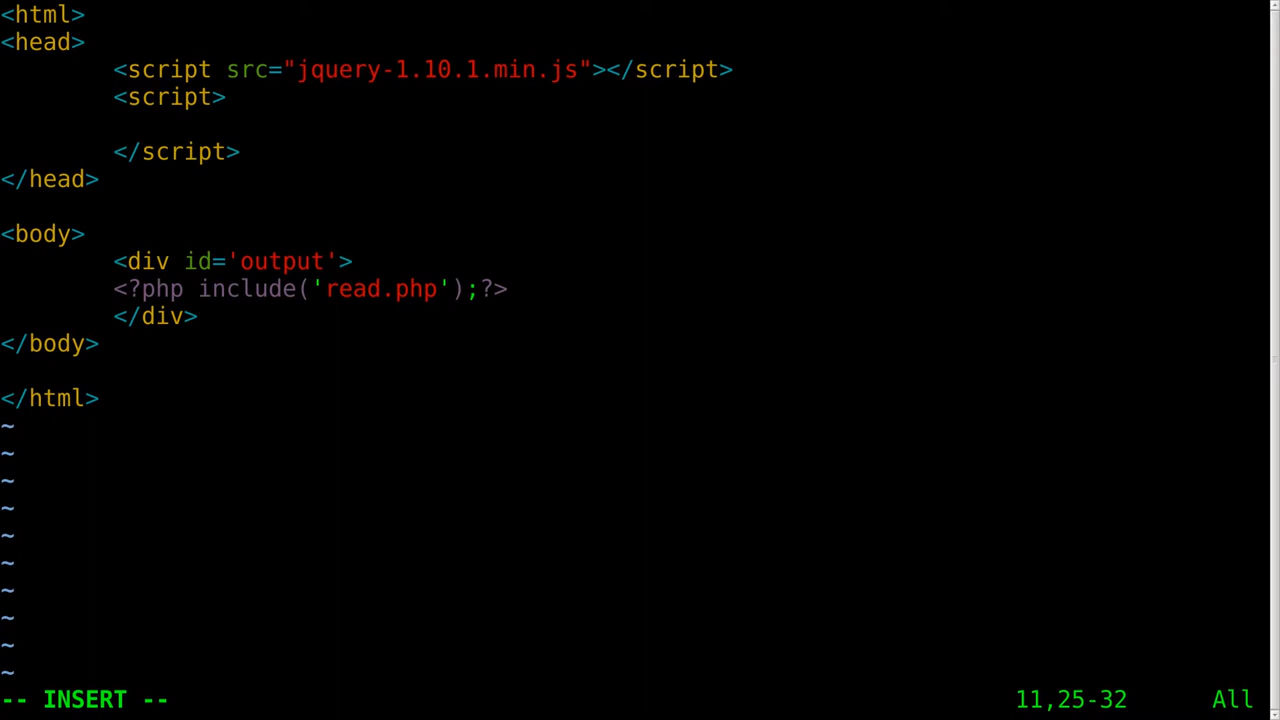 <html>
<head>
        <script src="jquery-1.10.1.min.js"></script>
        <script>

        </script>
</head>

<body>
        <div id='output'>
        <?php include('read.php');?>
        </div>
</body>

</html>
~
~
~
~
~
~
~
~
~
~
-- INSERT -- 11,25-32 All